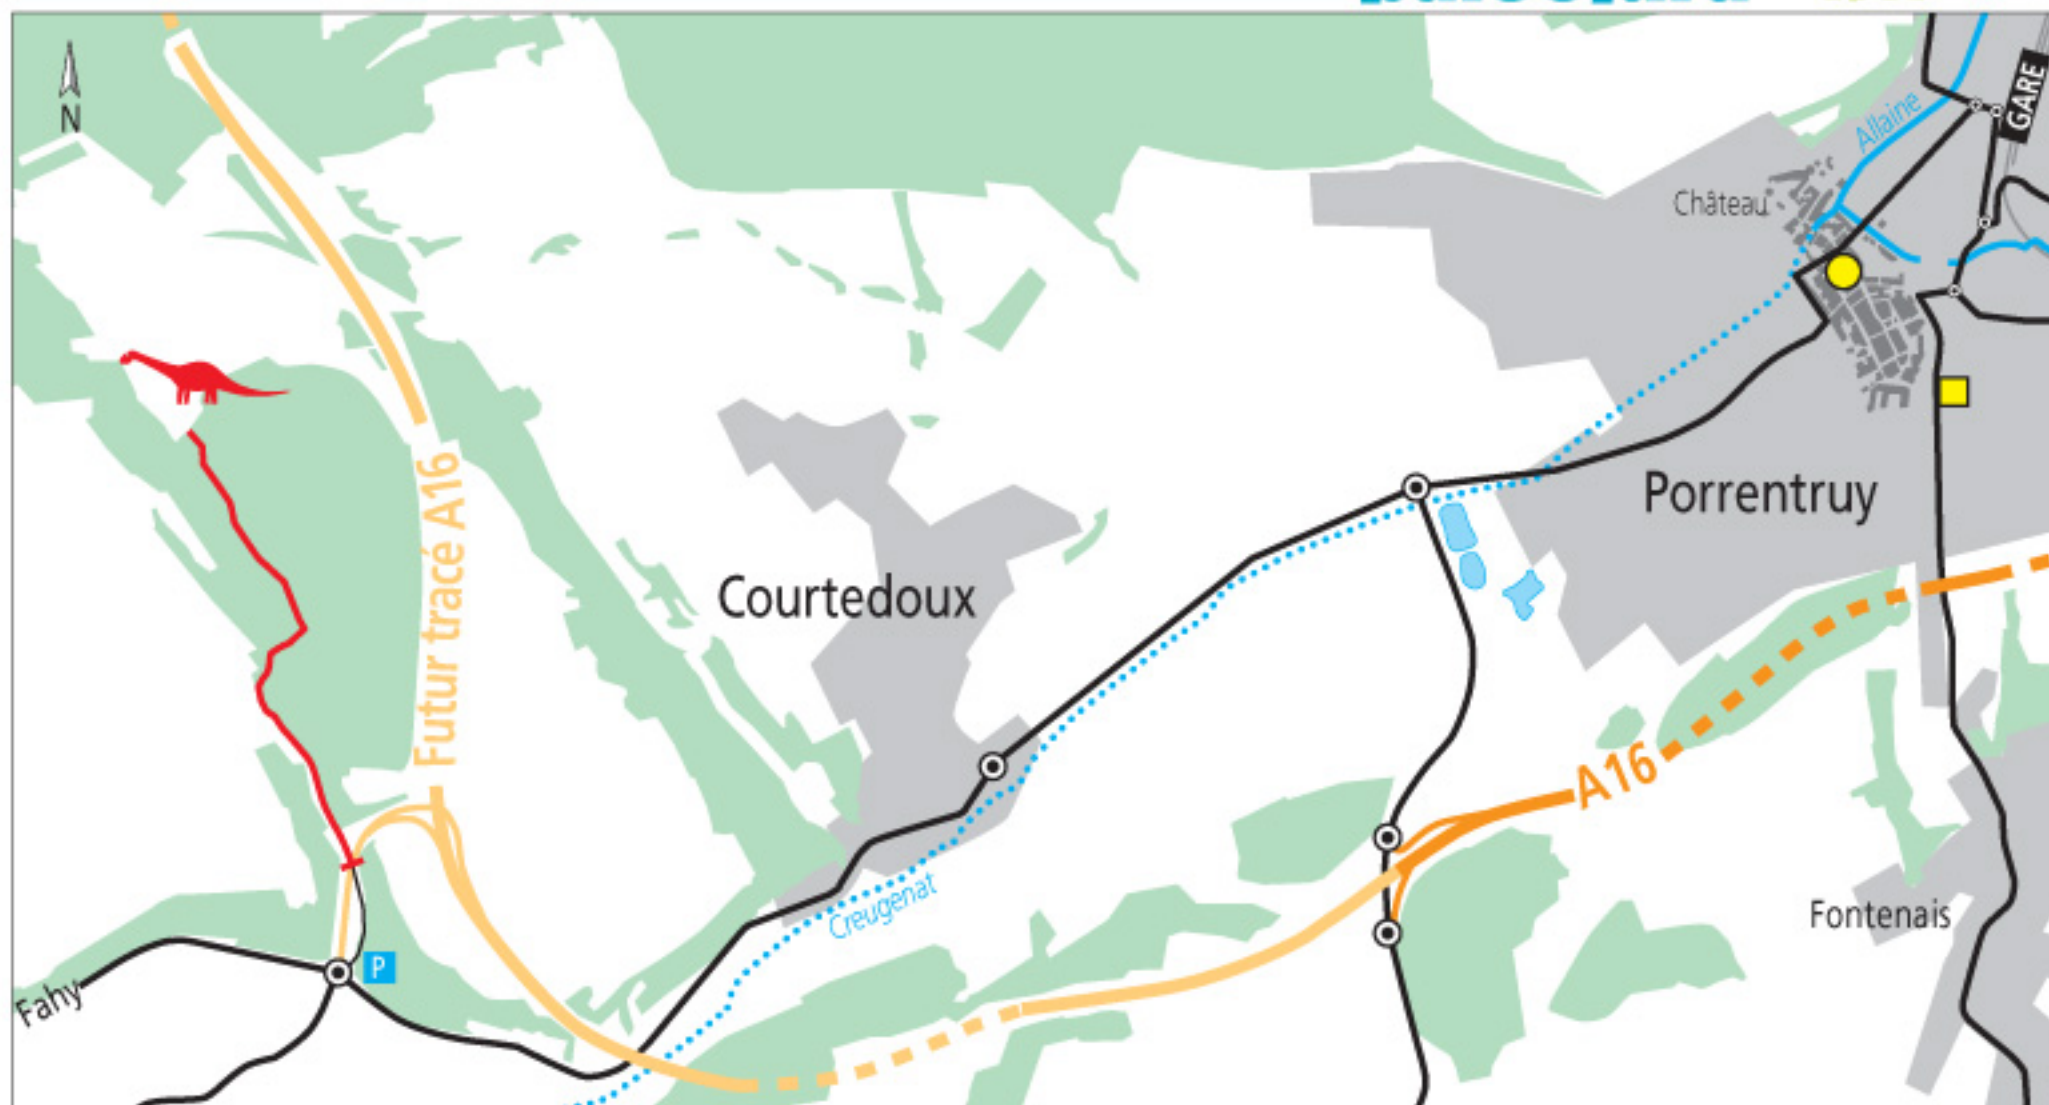 N
GARE
Allaine
Château
Porrentruy
Futur tracé A16
Courtedoux
A16
Creugenat
Fontenais
P
Fahy